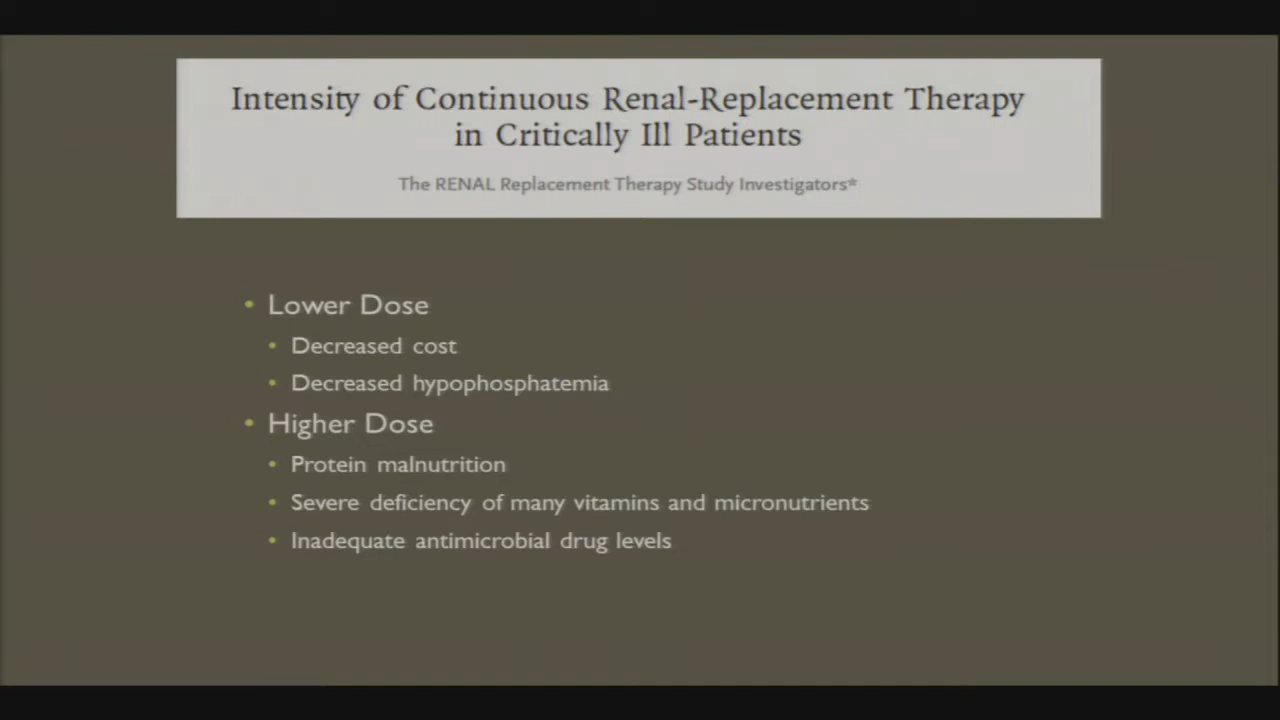 Intensity of Continuous Renal-Replacement Therapy
in Critically Ill Patients
The RENAL Replacement Therapy Study Investigators*
• Lower Dose
• Decreased cost
• Decreased hypophosphatemia
• Higher Dose
• Protein malnutrition
• Severe deficiency of many vitamins and micronutrients
• Inadequate antimicrobial drug levels